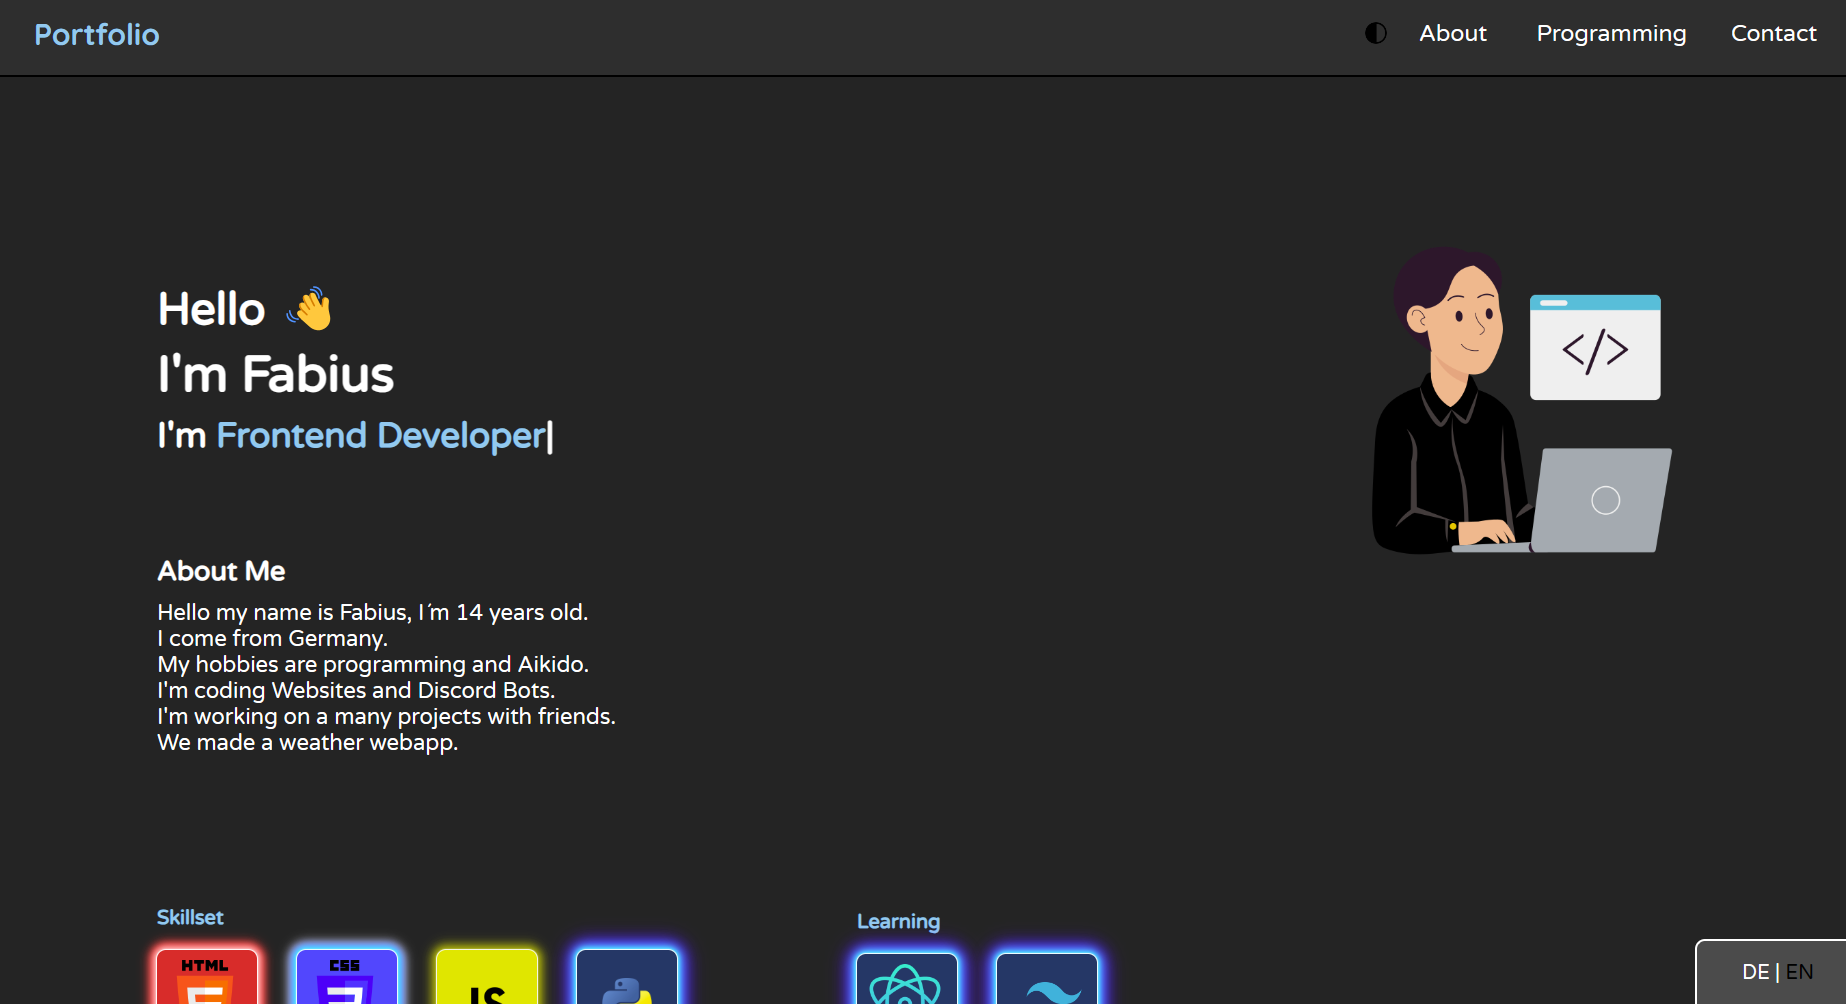 Portfolio
About
Programming
Contact
Hello 👋
I'm Fabius
I'm Frontend Developer|
</>
About Me
Hello my name is Fabius, I´m 14 years old.
I come from Germany.
My hobbies are programming and Aikido.
I'm coding Websites and Discord Bots.
I'm working on a many projects with friends.
We made a weather webapp.
Skillset
Learning
HTML
CSS
JS
DE | EN